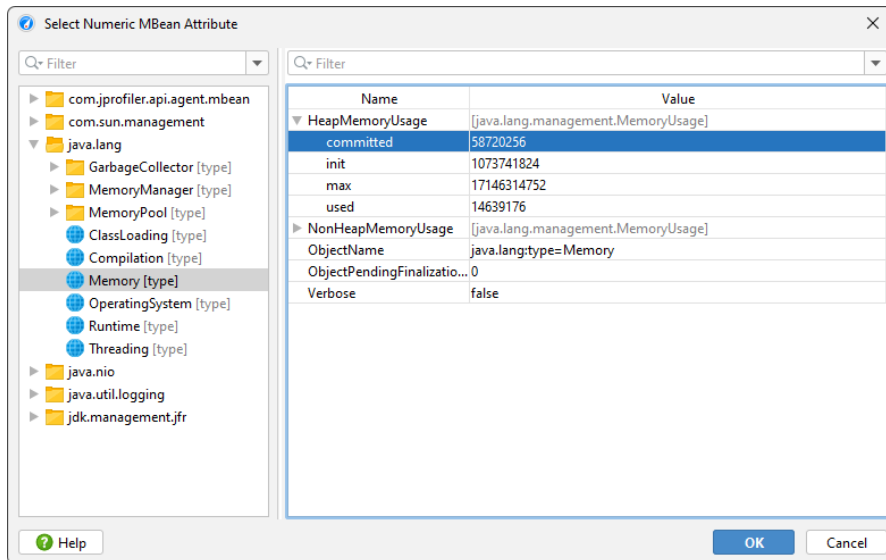 Select Numeric MBean Attribute
Filter
com.jprofiler.api.agent.mbean
com.sun.management
java.lang
GarbageCollector [type]
MemoryManager [type]
MemoryPool [type]
ClassLoading [type]
Compilation [type]
Memory [type]
OperatingSystem [type]
Runtime [type]
Threading [type]
java.nio
java.util.logging
jdk.management.jfr
Filter
Name Value
HeapMemoryUsage [java.lang.management.MemoryUsage]
committed 58720256
init 1073741824
max 17146314752
used 14639176
NonHeapMemoryUsage [java.lang.management.MemoryUsage]
ObjectName java.lang:type=Memory
ObjectPendingFinalizatio... 0
Verbose false
Help
OK
Cancel